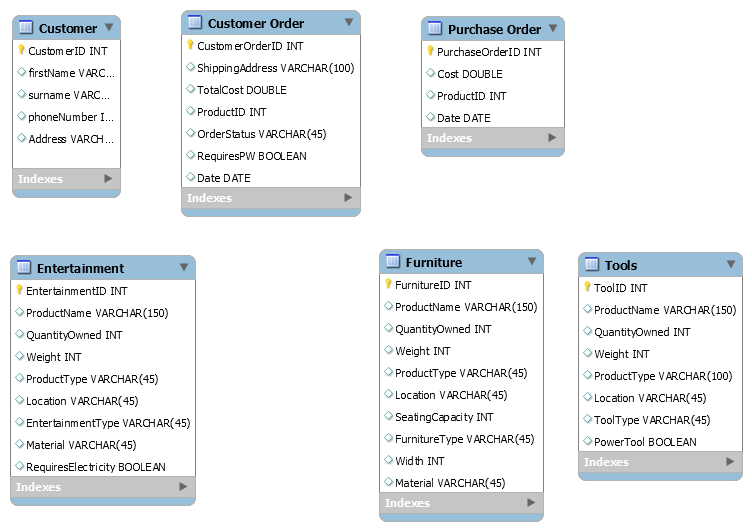 Customer
CustomerID INT
firstName VARC...
surname VARC...
phoneNumber I...
Address VARCH...
Indexes
Customer Order
CustomerOrderID INT
ShippingAddress VARCHAR(100)
TotalCost DOUBLE
ProductID INT
OrderStatus VARCHAR(45)
RequiresPW BOOLEAN
Date DATE
Indexes
Purchase Order
PurchaseOrderID INT
Cost DOUBLE
ProductID INT
Date DATE
Indexes
Entertainment
EntertainmentID INT
ProductName VARCHAR(150)
QuantityOwned INT
Weight INT
ProductType VARCHAR(45)
Location VARCHAR(45)
EntertainmentType VARCHAR(45)
Material VARCHAR(45)
RequiresElectricity BOOLEAN
Indexes
Furniture
FurnitureID INT
ProductName VARCHAR(150)
QuantityOwned INT
Weight INT
ProductType VARCHAR(45)
Location VARCHAR(45)
SeatingCapacity INT
FurnitureType VARCHAR(45)
Width INT
Material VARCHAR(45)
Indexes
Tools
ToolID INT
ProductName VARCHAR(150)
QuantityOwned INT
Weight INT
ProductType VARCHAR(100)
Location VARCHAR(45)
ToolType VARCHAR(45)
PowerTool BOOLEAN
Indexes